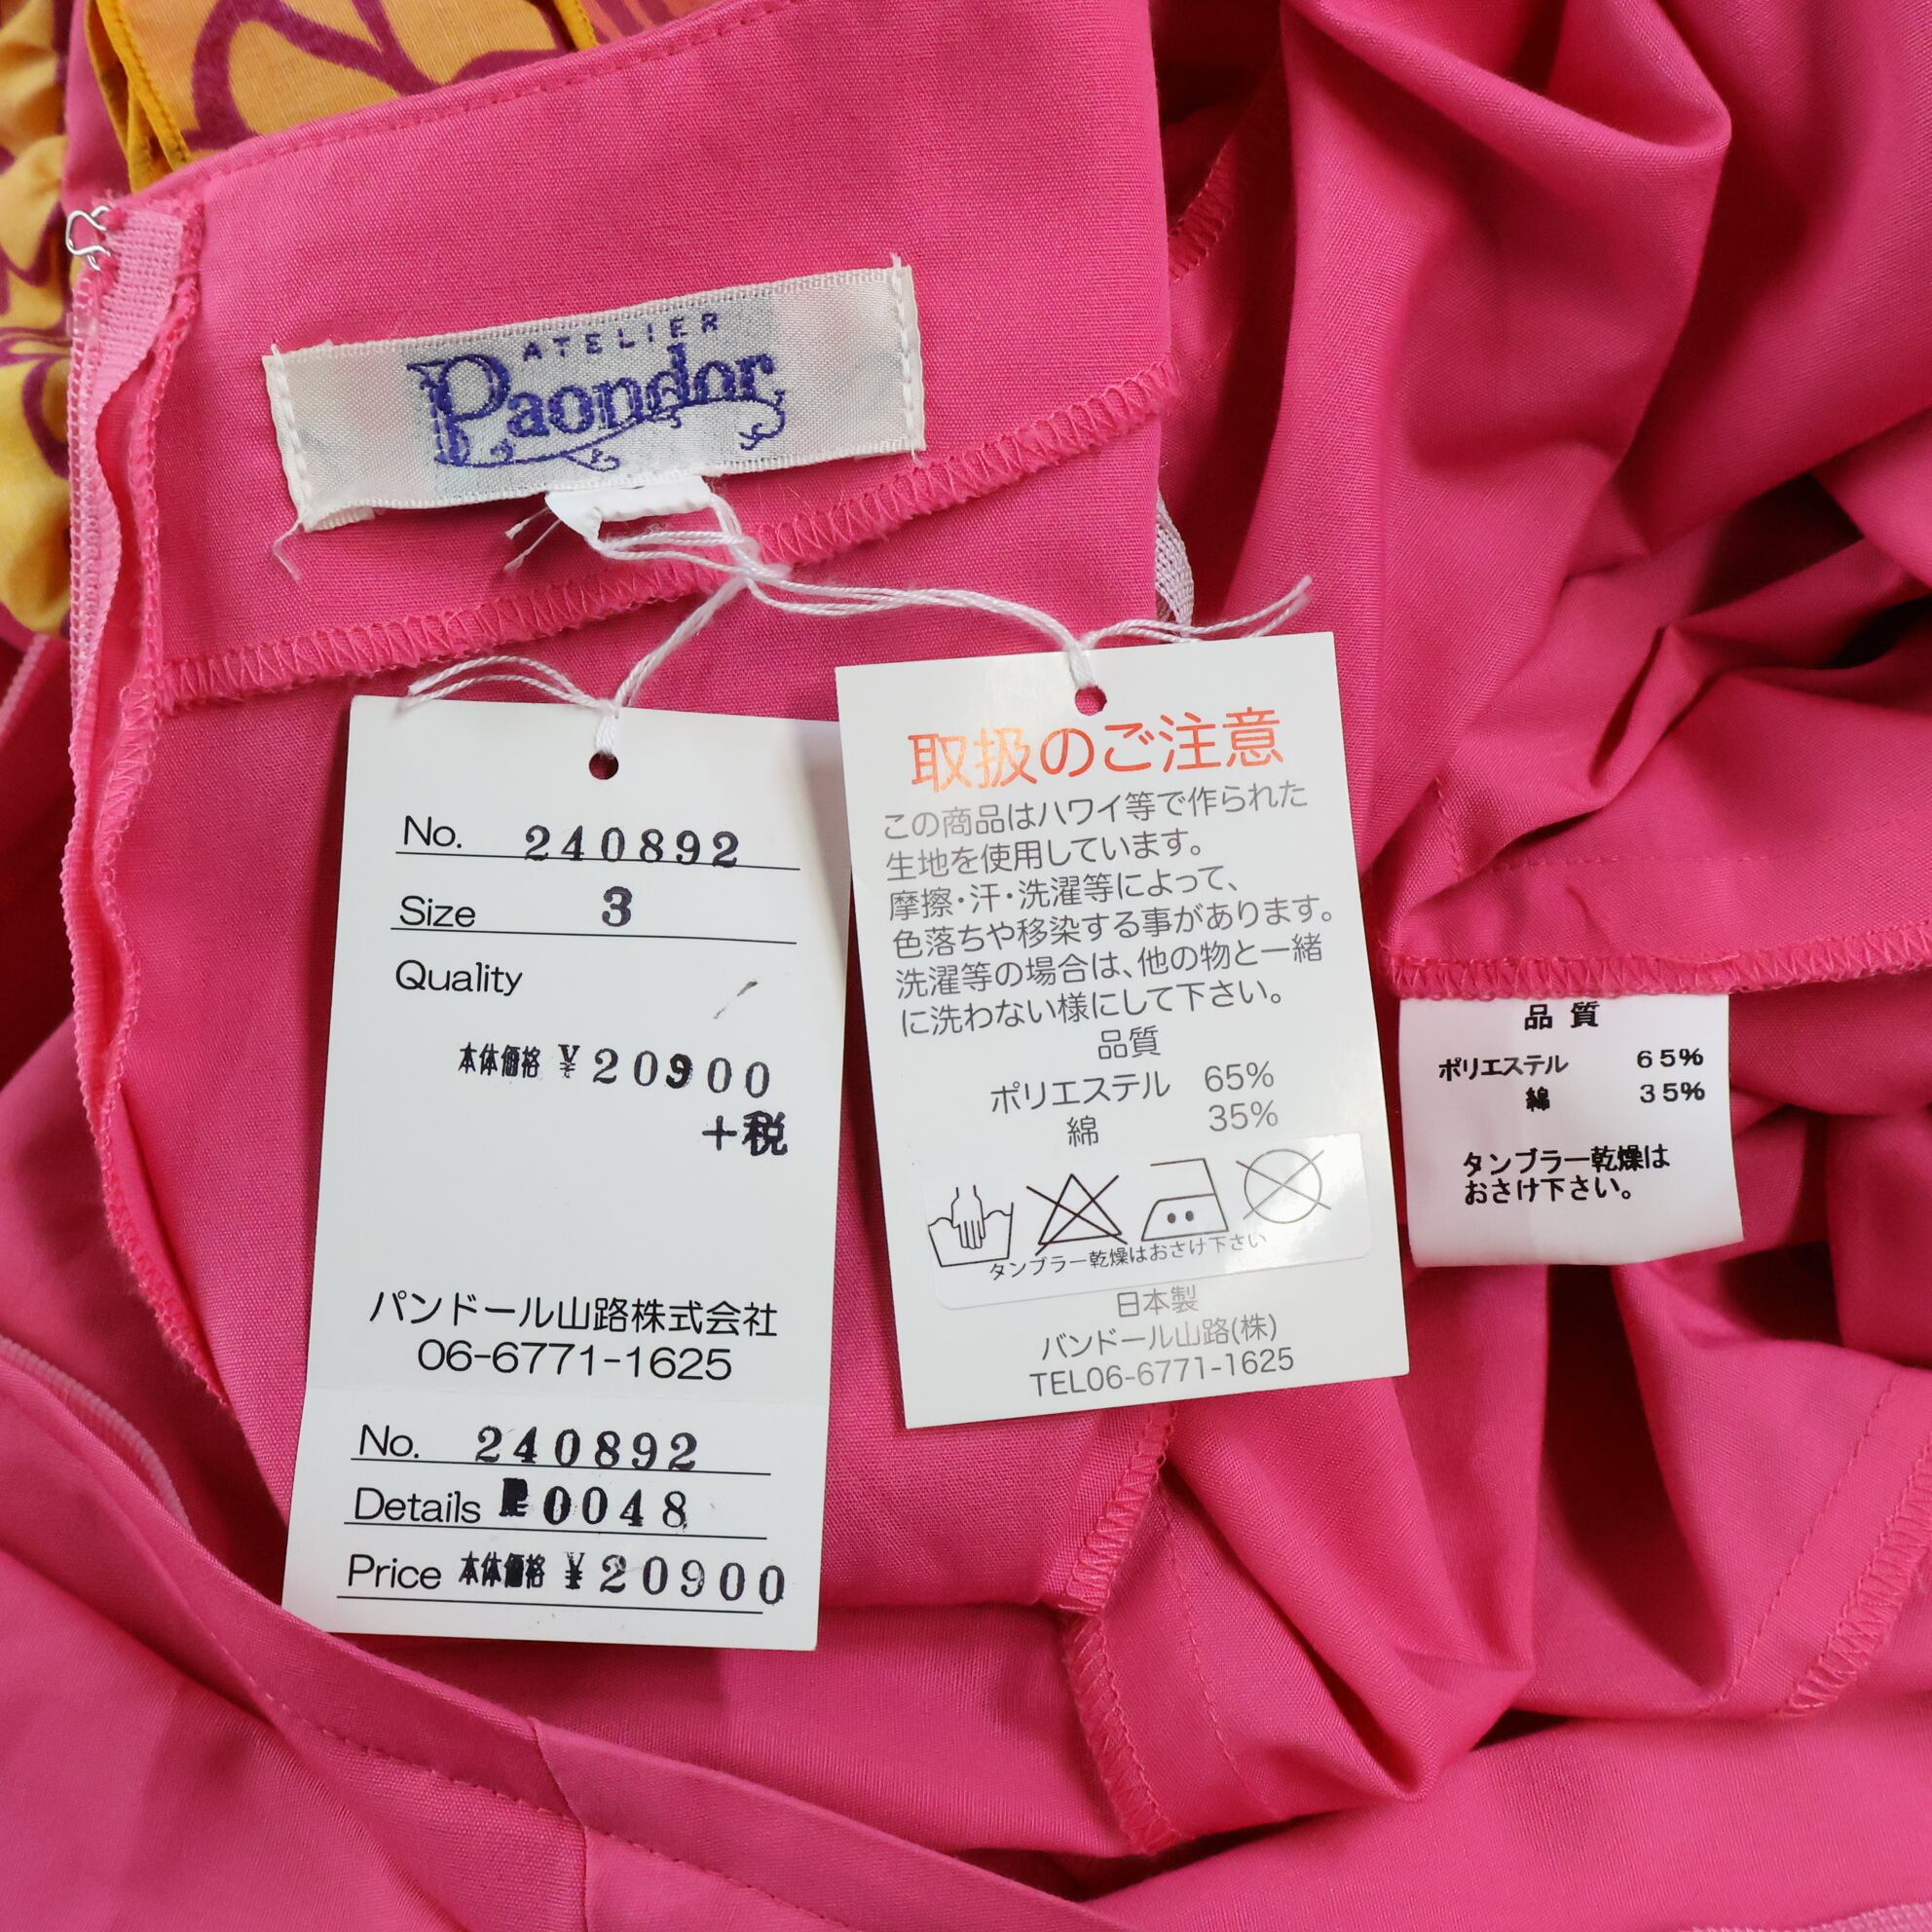 ATELIER
Paondor
No. 240892
Size 3
Quality
本体価格 ¥20900
+税
パンドール山路株式会社
06-6771-1625
No. 240892
Details 0048
Price 本体価格 ¥20900
取扱のご注意
この商品はハワイ等で作られた
生地を使用しています。
摩擦・汗・洗濯等によって、
色落ちや移染する事があります。
洗濯等の場合は、他の物と一緒
に洗わない様にして下さい。
品質
ポリエステル 65%
綿 35%
タンブラー乾燥はおさけ下さい
日本製
パンドール山路(株)
TEL06-6771-1625
品質
ポリエステル 65%
綿 35%
タンブラー乾燥は
おさけ下さい。